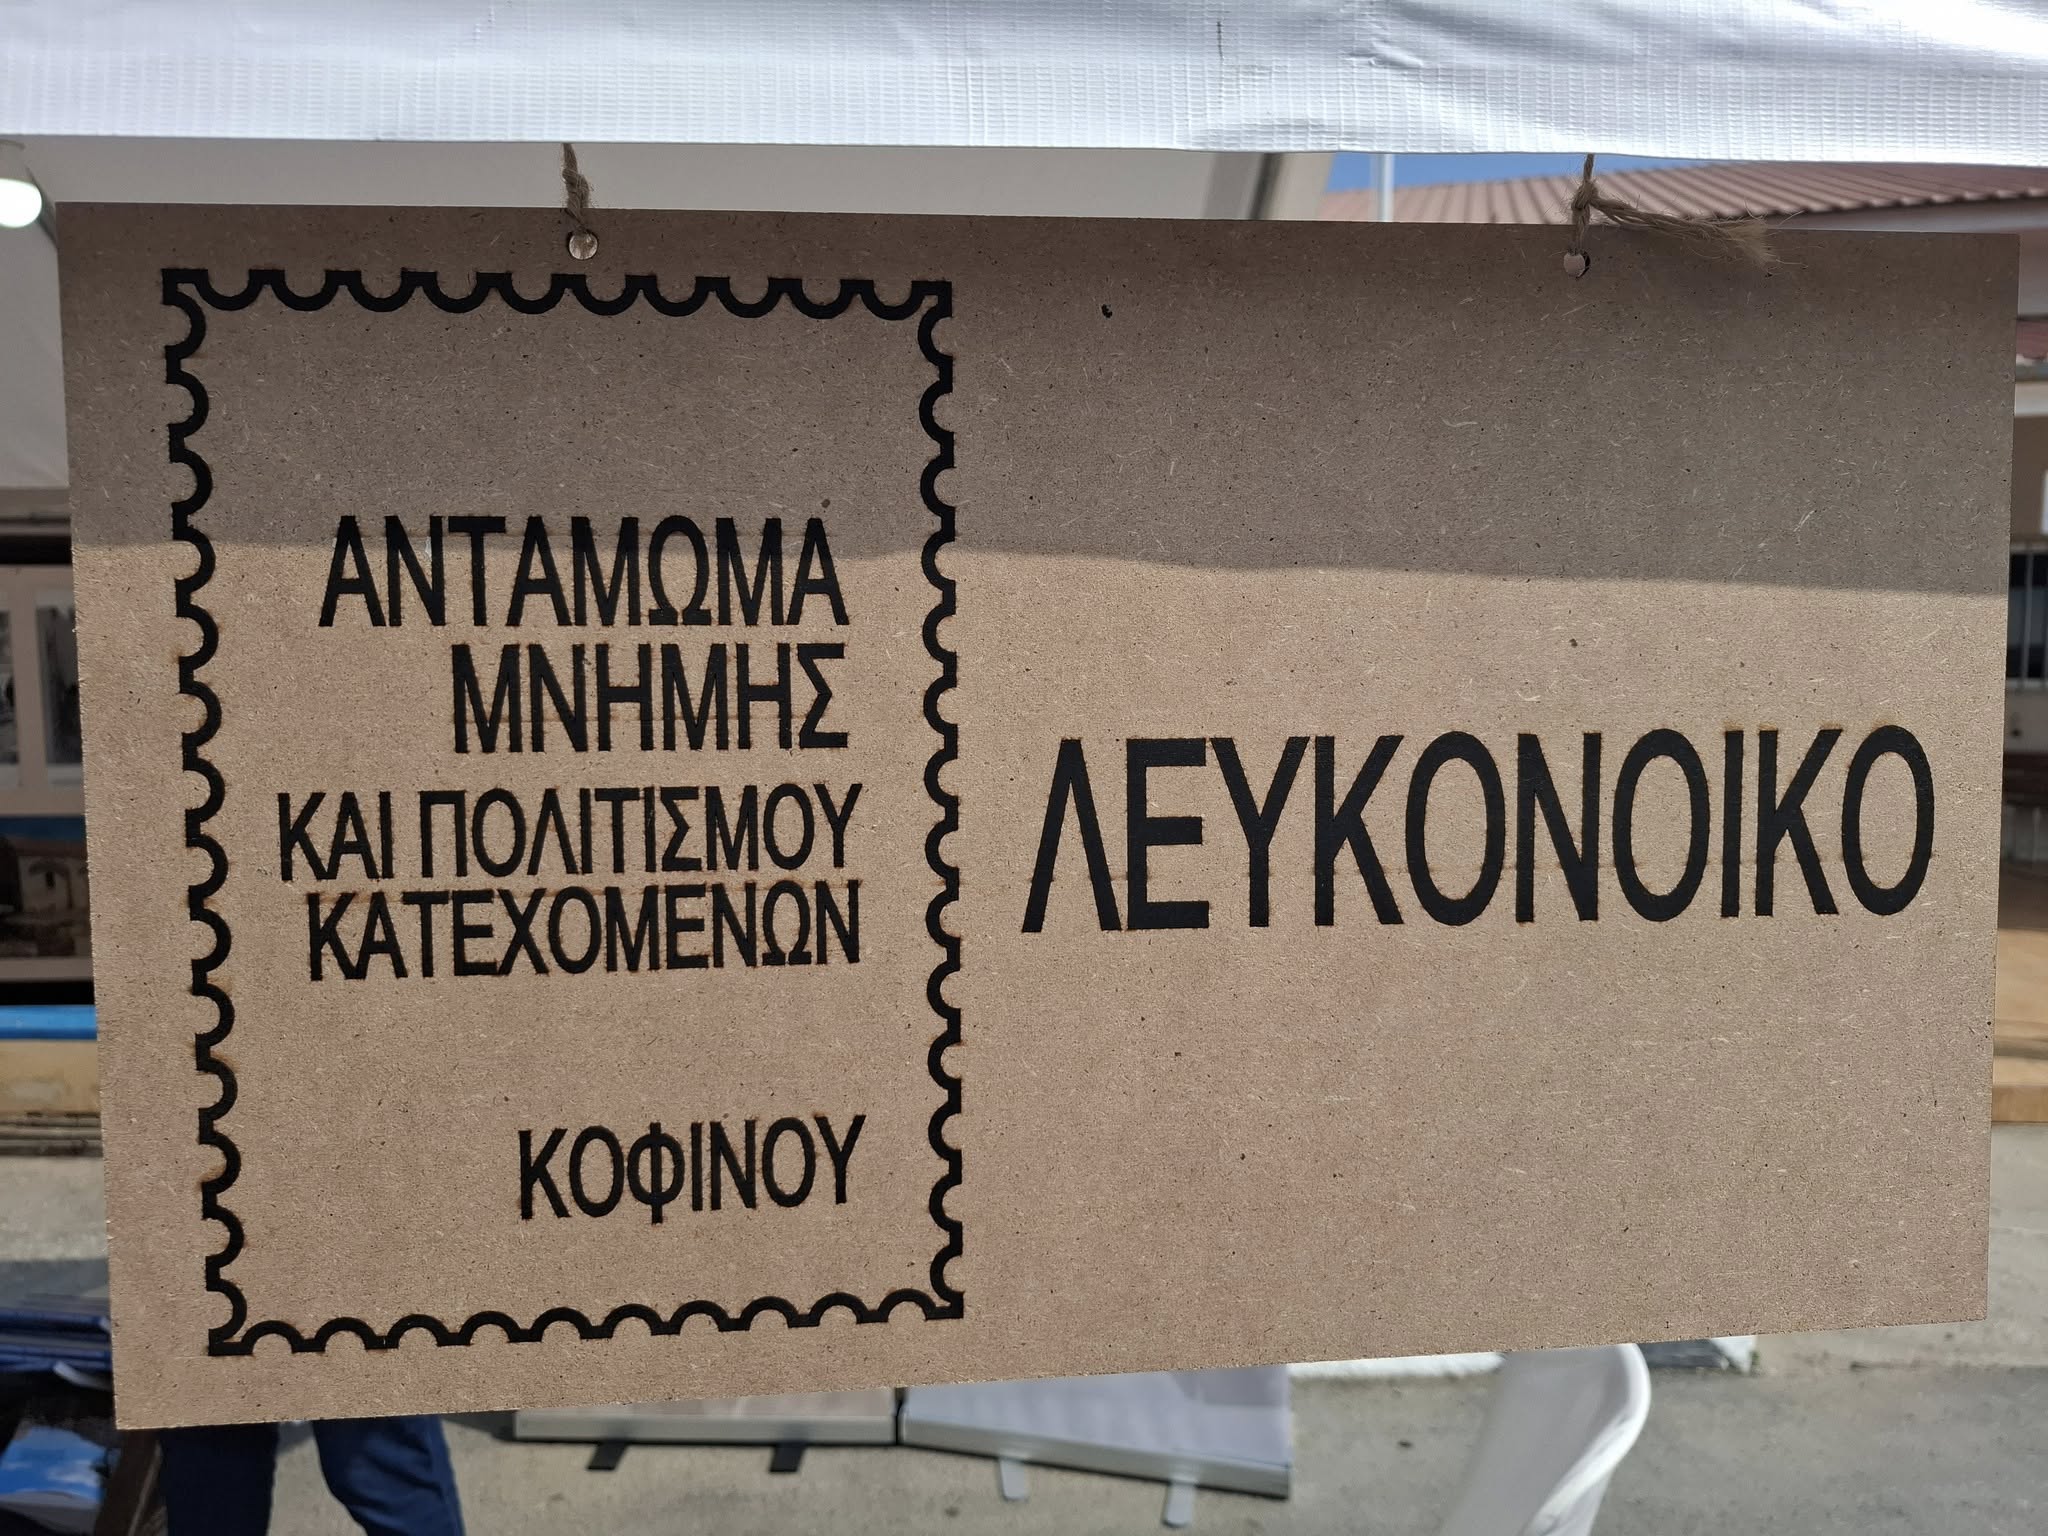 ΑΝΤΑΜΩΜΑ
ΜΝΗΜΗΣ
ΚΑΙ ΠΟΛΙΤΙΣΜΟΥ
ΚΑΤΕΧΟΜΕΝΩΝ
ΚΟΦΙΝΟΥ
ΛΕΥΚΟΝΟΙΚΟ